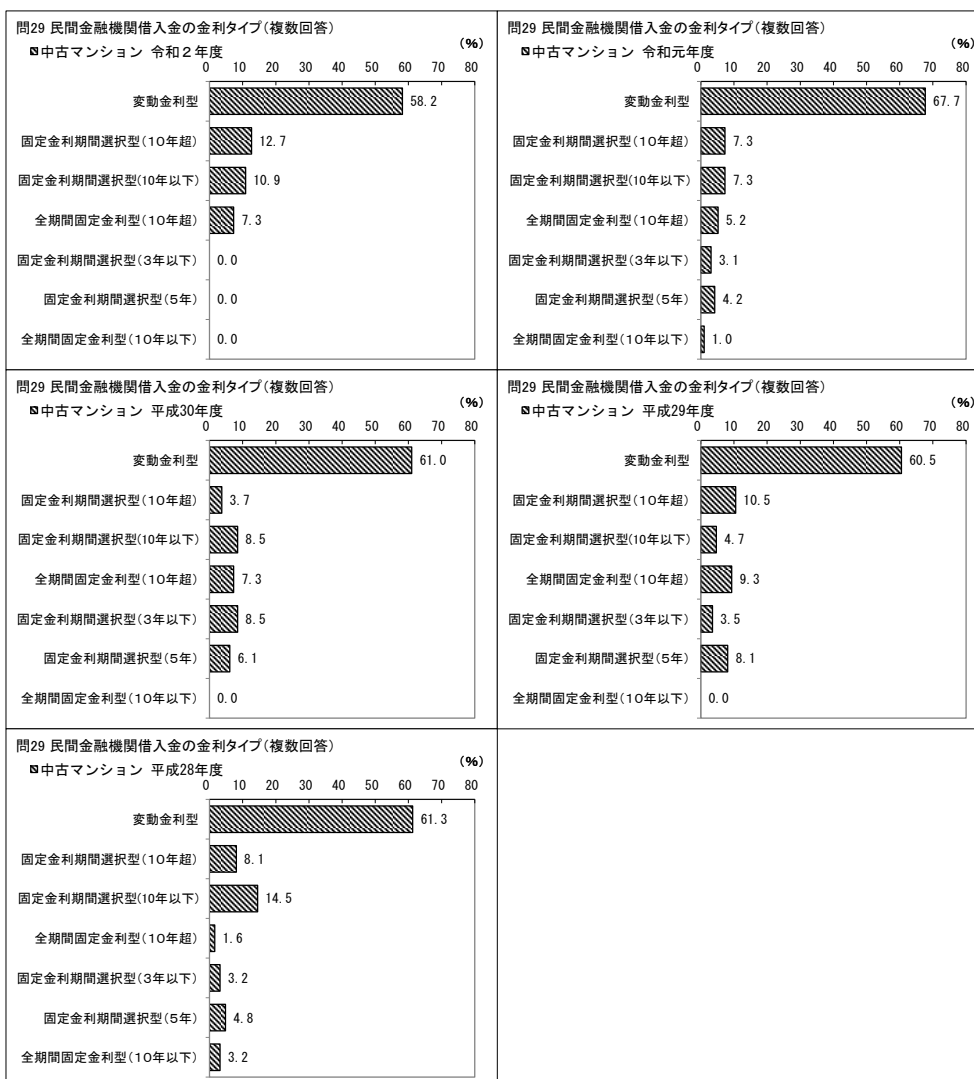 問29 民間金融機関借入金の金利タイプ(複数回答)
中古マンション 令和2年度
(%)
0 10 20 30 40 50 60 70 80
変動金利型 58.2
固定金利期間選択型(10年超) 12.7
固定金利期間選択型(10年以下) 10.9
全期間固定金利型(10年超) 7.3
固定金利期間選択型(3年以下) 0.0
固定金利期間選択型(5年) 0.0
全期間固定金利型(10年以下) 0.0
問29 民間金融機関借入金の金利タイプ(複数回答)
中古マンション 令和元年度
(%)
0 10 20 30 40 50 60 70 80
変動金利型 67.7
固定金利期間選択型(10年超) 7.3
固定金利期間選択型(10年以下) 7.3
全期間固定金利型(10年超) 5.2
固定金利期間選択型(3年以下) 3.1
固定金利期間選択型(5年) 4.2
全期間固定金利型(10年以下) 1.0
問29 民間金融機関借入金の金利タイプ(複数回答)
中古マンション 平成30年度
(%)
0 10 20 30 40 50 60 70 80
変動金利型 61.0
固定金利期間選択型(10年超) 3.7
固定金利期間選択型(10年以下) 8.5
全期間固定金利型(10年超) 7.3
固定金利期間選択型(3年以下) 8.5
固定金利期間選択型(5年) 6.1
全期間固定金利型(10年以下) 0.0
問29 民間金融機関借入金の金利タイプ(複数回答)
中古マンション 平成29年度
(%)
0 10 20 30 40 50 60 70 80
変動金利型 60.5
固定金利期間選択型(10年超) 10.5
固定金利期間選択型(10年以下) 4.7
全期間固定金利型(10年超) 9.3
固定金利期間選択型(3年以下) 3.5
固定金利期間選択型(5年) 8.1
全期間固定金利型(10年以下) 0.0
問29 民間金融機関借入金の金利タイプ(複数回答)
中古マンション 平成28年度
(%)
0 10 20 30 40 50 60 70 80
変動金利型 61.3
固定金利期間選択型(10年超) 8.1
固定金利期間選択型(10年以下) 14.5
全期間固定金利型(10年超) 1.6
固定金利期間選択型(3年以下) 3.2
固定金利期間選択型(5年) 4.8
全期間固定金利型(10年以下) 3.2